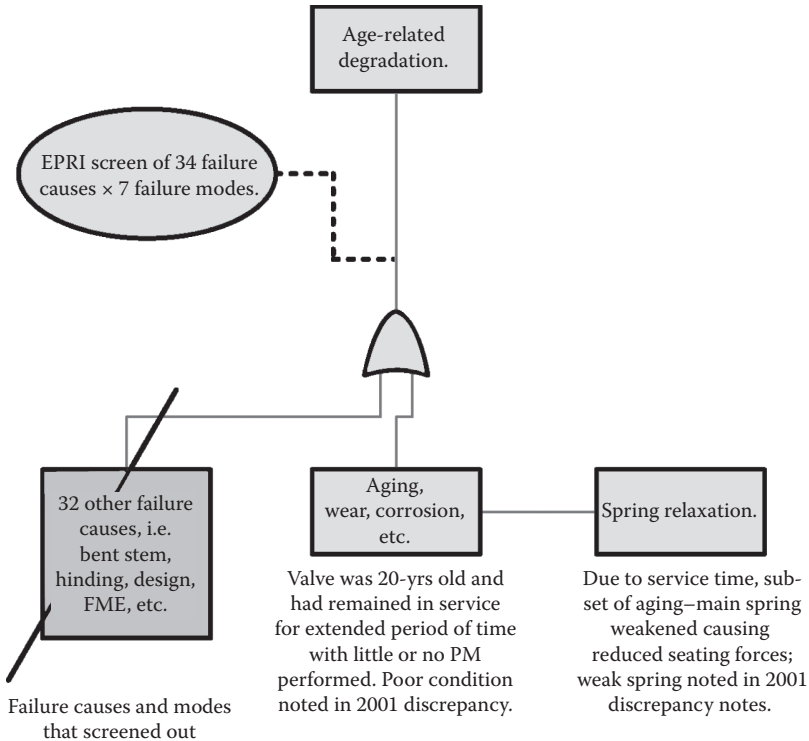 Age-related
degradation.
EPRI screen of 34 failure
causes × 7 failure modes.
32 other failure
causes, i.e.
bent stem,
hinding, design,
FME, etc.
Failure causes and modes
that screened out
Aging,
wear, corrosion,
etc.
Valve was 20-yrs old and
had remained in service
for extended period of time
with little or no PM
performed. Poor condition
noted in 2001 discrepancy.
Spring relaxation.
Due to service time, sub-
set of aging–main spring
weakened causing
reduced seating forces;
weak spring noted in 2001
discrepancy notes.